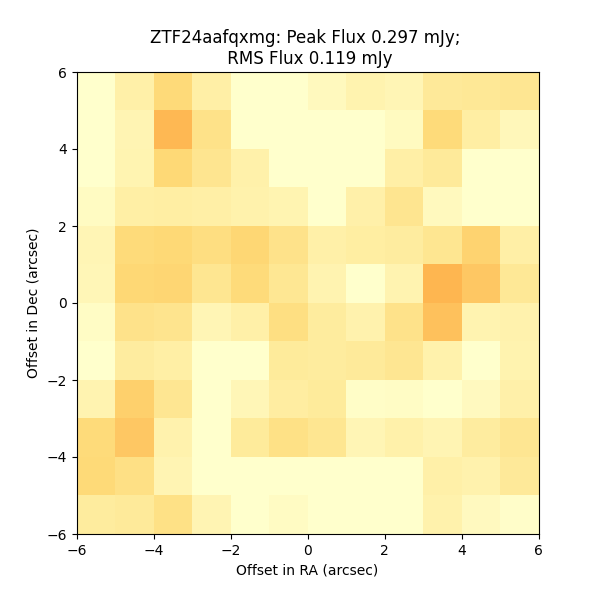 ZTF24aafqxmg: Peak Flux 0.297 mJy;
RMS Flux 0.119 mJy
6
4
2
0
−2
−4
−6
Offset in Dec (arcsec)
−6 −4 −2 0 2 4 6
Offset in RA (arcsec)